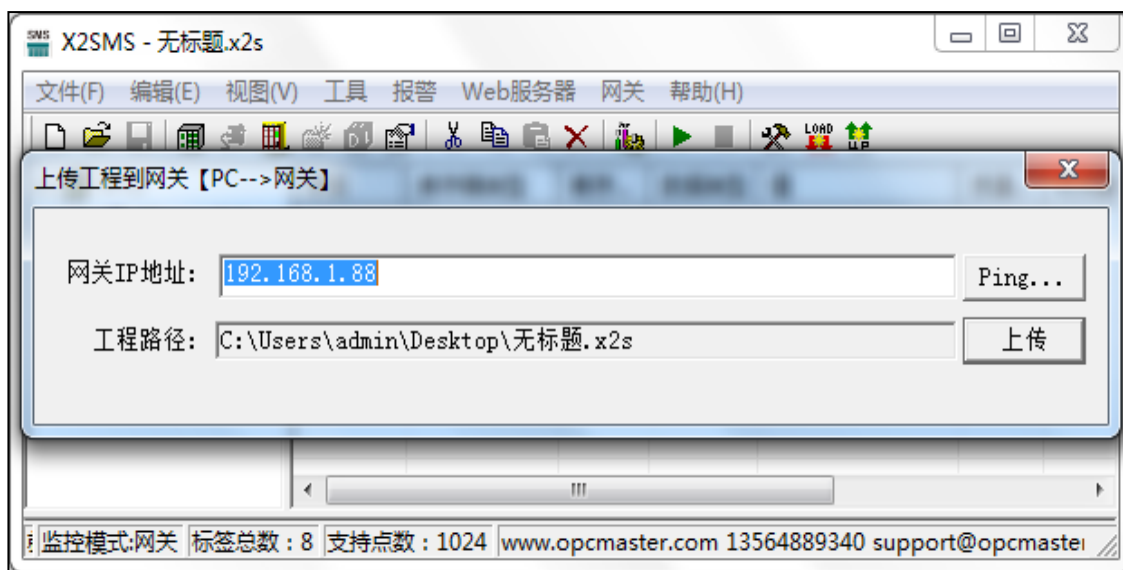 X2SMS - 无标题.x2s
文件(F) 编辑(E) 视图(V) 工具 报警 Web服务器 网关 帮助(H)
LOAD
上传工程到网关【PC-->网关】
网关IP地址: 192.168.1.88 Ping...
工程路径: C:\Users\admin\Desktop\无标题.x2s 上传
监控模式:网关 标签总数:8 支持点数:1024 www.opcmaster.com 13564889340 support@opcmaster